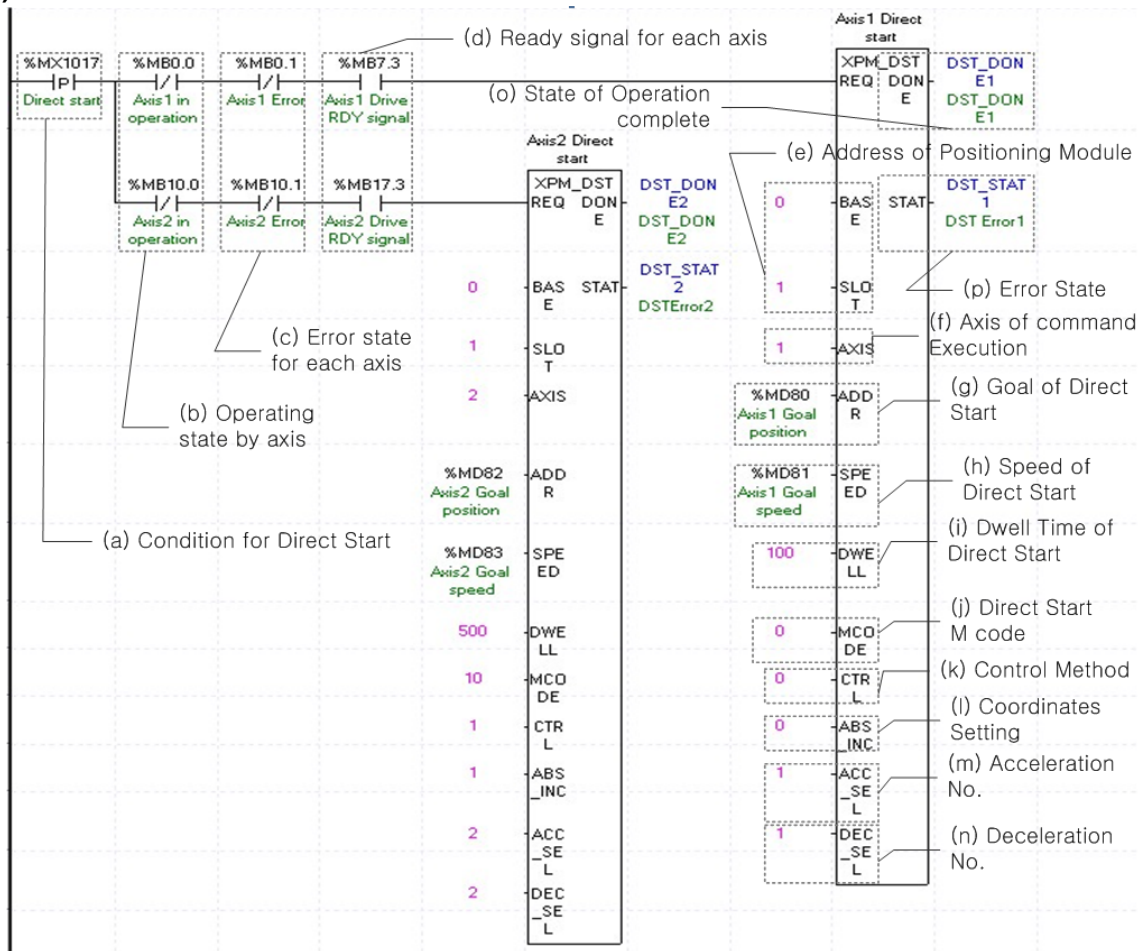 Axis1 Direct
start
(d) Ready signal for each axis
%MX1017
%MB0.0
%MB0.1
%MB7.3
P
Direct start
Axis1 in
operation
Axis1 Error
Axis1 Drive
RDY signal
XPM_DST
REQ DON
E
DST_DON
E1
DST_DON
E1
(o) State of Operation
complete
Axis2 Direct
start
(e) Address of Positioning Module
%MB10.0
%MB10.1
%MB17.3
Axis2 in
operation
Axis2 Error
Axis2 Drive
RDY signal
XPM_DST
REQ DON
E
DST_DON
E2
DST_DON
E2
0
BAS
E
STAT
DST_STAT
1
DST Error1
0
BAS
E
STAT
DST_STAT
2
DSTError2
1
SLO
T
(p) Error State
(c) Error state
for each axis
1
SLO
T
1
AXIS
(f) Axis of command
Execution
2
AXIS
(b) Operating
state by axis
%MD80
Axis1 Goal
position
ADD
R
(g) Goal of Direct
Start
%MD82
Axis2 Goal
position
ADD
R
%MD81
Axis1 Goal
speed
SPE
ED
(h) Speed of
Direct Start
(a) Condition for Direct Start
%MD83
Axis2 Goal
speed
SPE
ED
100
DWE
LL
(i) Dwell Time of
Direct Start
500
DWE
LL
0
MCO
DE
(j) Direct Start
M code
10
MCO
DE
0
CTR
L
(k) Control Method
1
CTR
L
0
ABS
_INC
(l) Coordinates
Setting
1
ABS
_INC
1
ACC
_SE
L
(m) Acceleration
No.
2
ACC
_SE
L
1
DEC
_SE
L
(n) Deceleration
No.
2
DEC
_SE
L